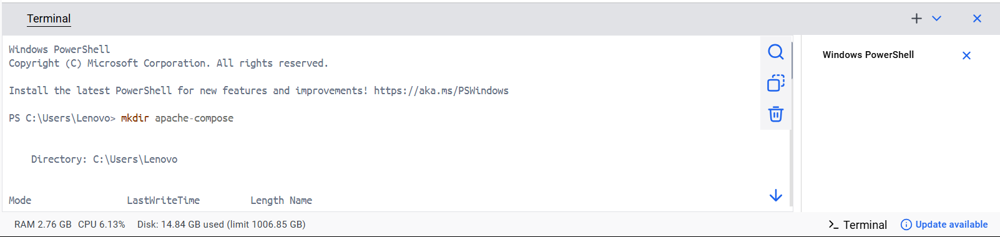 Terminal
Windows PowerShell
Copyright (C) Microsoft Corporation. All rights reserved.
Install the latest PowerShell for new features and improvements! https://aka.ms/PSWindows
PS C:\Users\Lenovo> mkdir apache-compose
Directory: C:\Users\Lenovo
Mode LastWriteTime Length Name
Windows PowerShell
RAM 2.76 GB CPU 6.13% Disk: 14.84 GB used (limit 1006.85 GB)
Terminal Update available